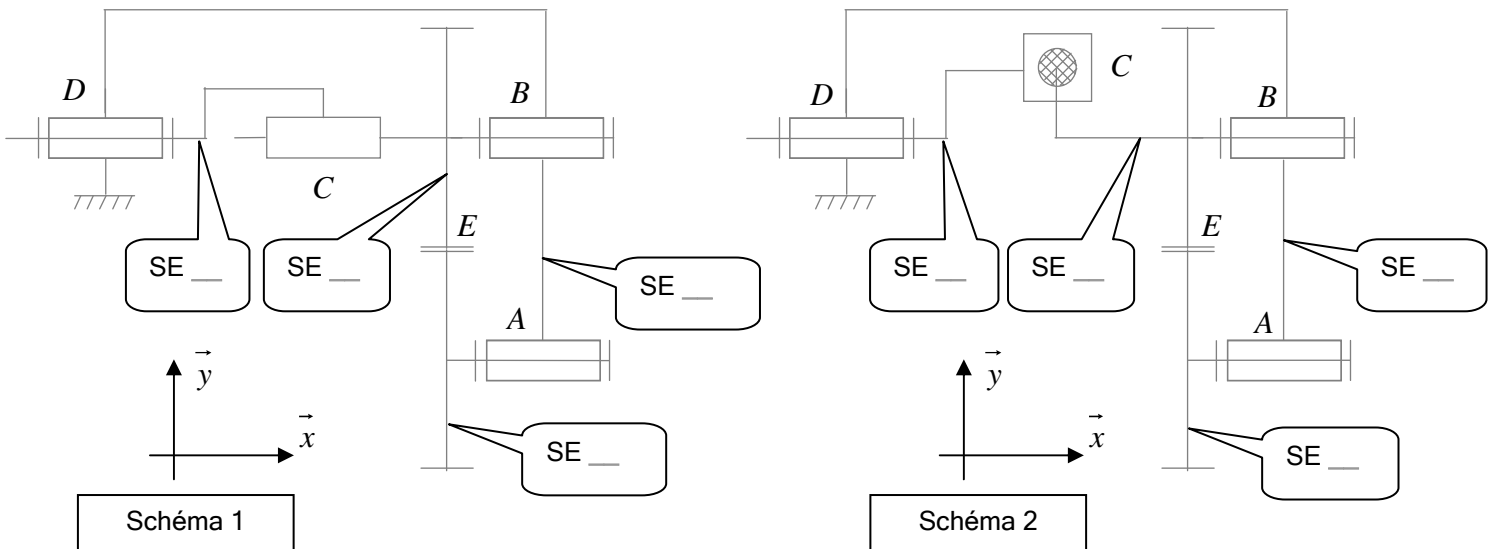 D
B
C
E
SE __
SE __
SE __
A
y
x
SE __
Schéma 1
C
D
B
E
SE __
SE __
SE __
A
y
x
SE __
Schéma 2